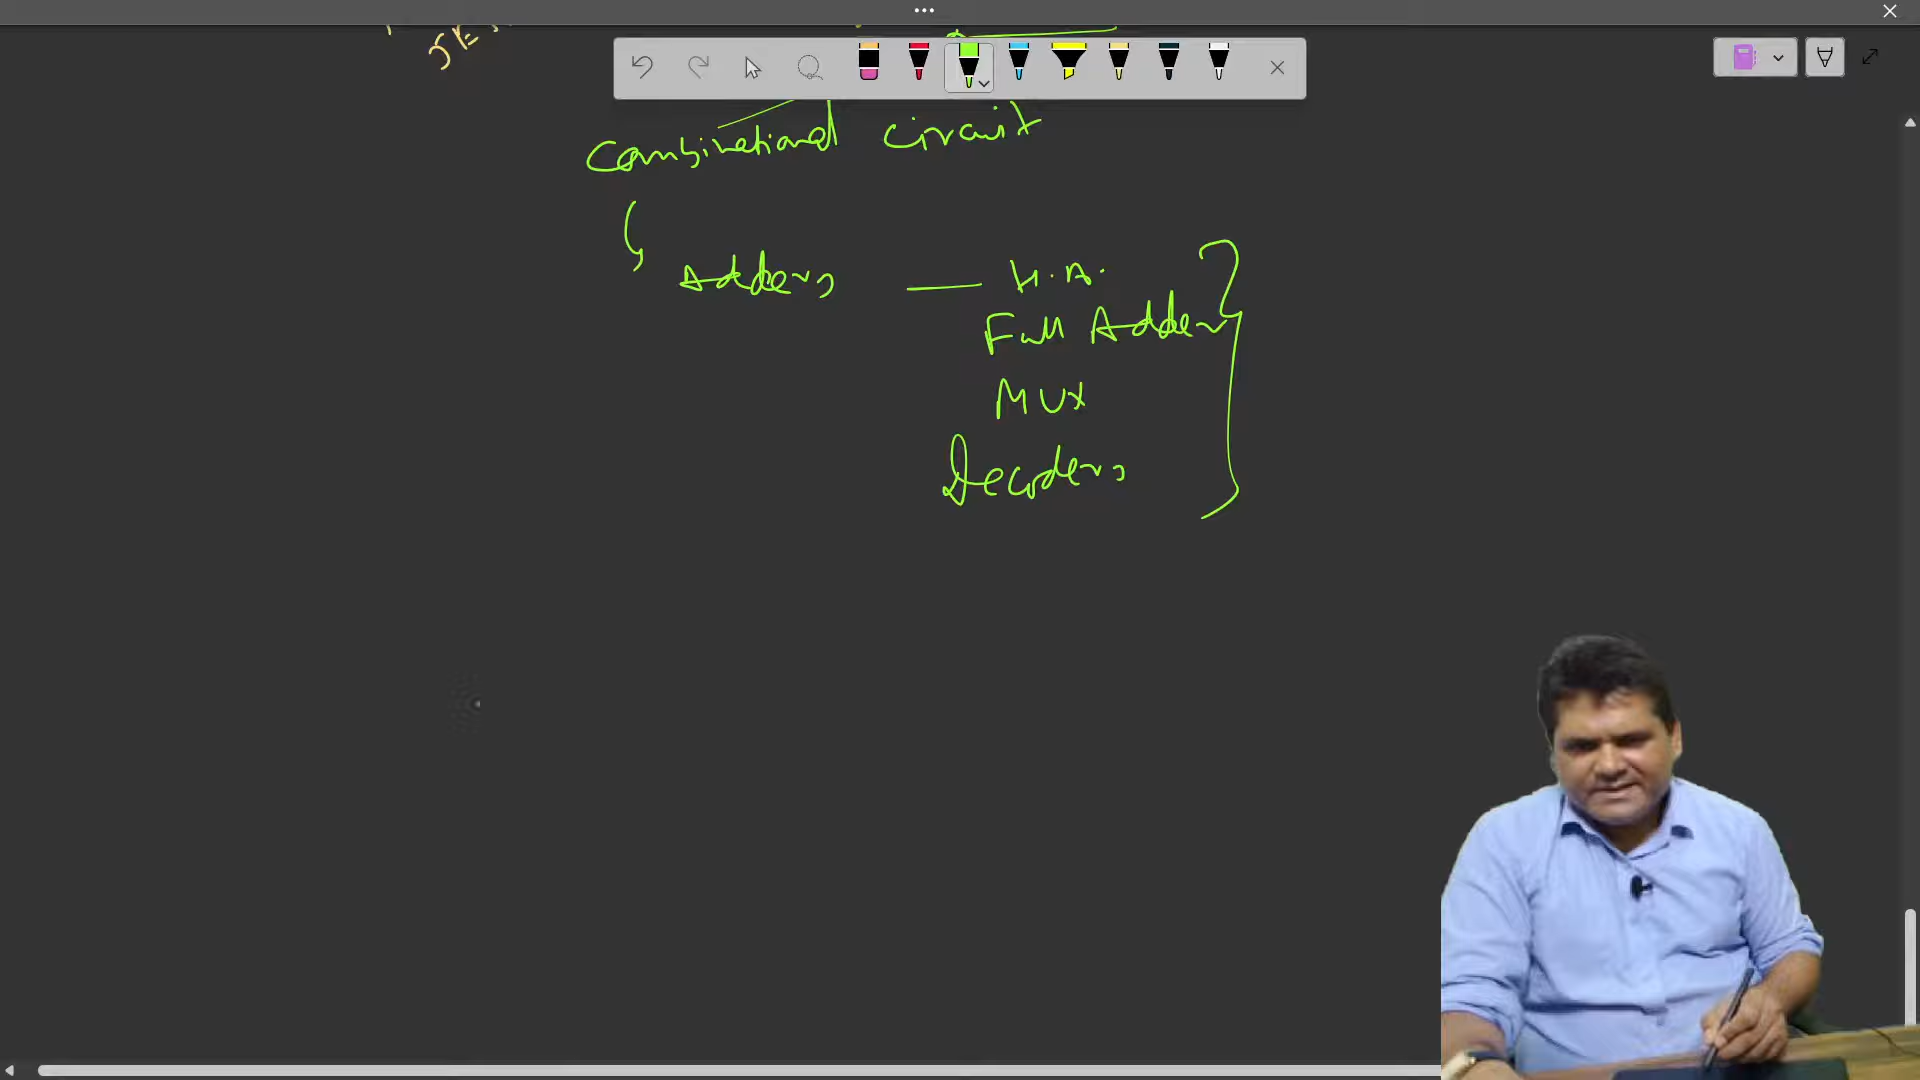 Combinational Circuit
Adders — H.A.
Full Adder
MUX
Decoders